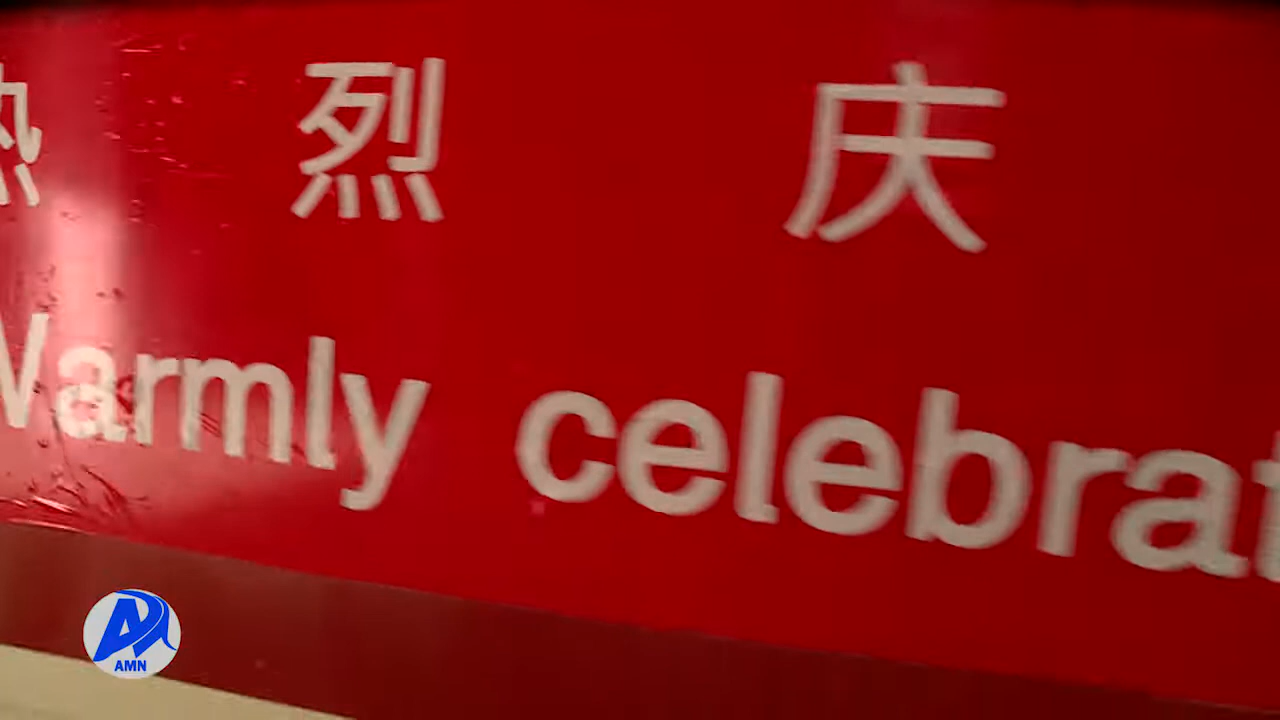 热 烈 庆
Warmly celebrat
AMN